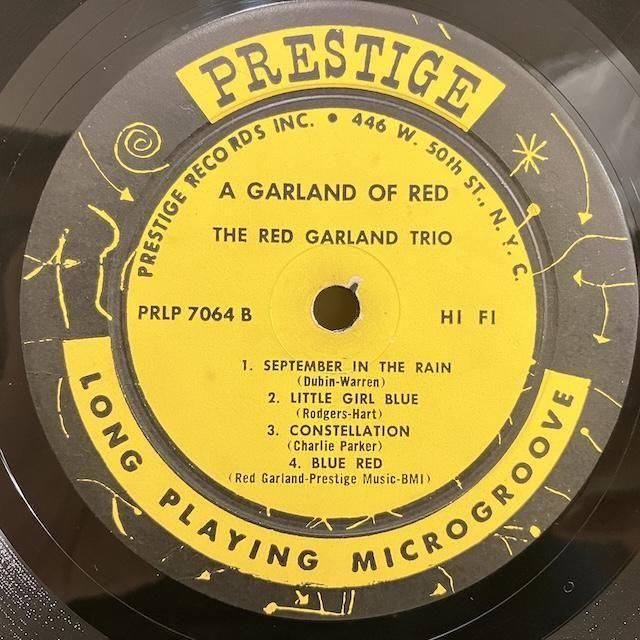 PRESTIGE
PRESTIGE RECORDS INC. • 446 W. 50th ST., N. Y. C.
A GARLAND OF RED
THE RED GARLAND TRIO
PRLP 7064 B
HI FI
1. SEPTEMBER IN THE RAIN
(Dubin-Warren)
2. LITTLE GIRL BLUE
(Rodgers-Hart)
3. CONSTELLATION
(Charlie Parker)
4. BLUE RED
(Red Garland-Prestige Music-BMI)
LONG PLAYING MICROGROOVE